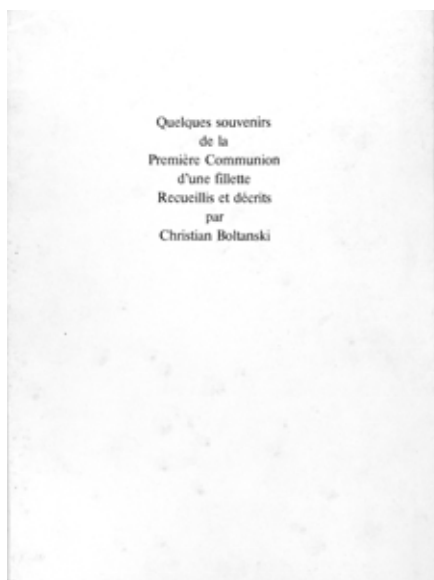 Quelques souvenirs
de la
Première Communion
d'une fillette
Recueillis et décrits
par
Christian Boltanski